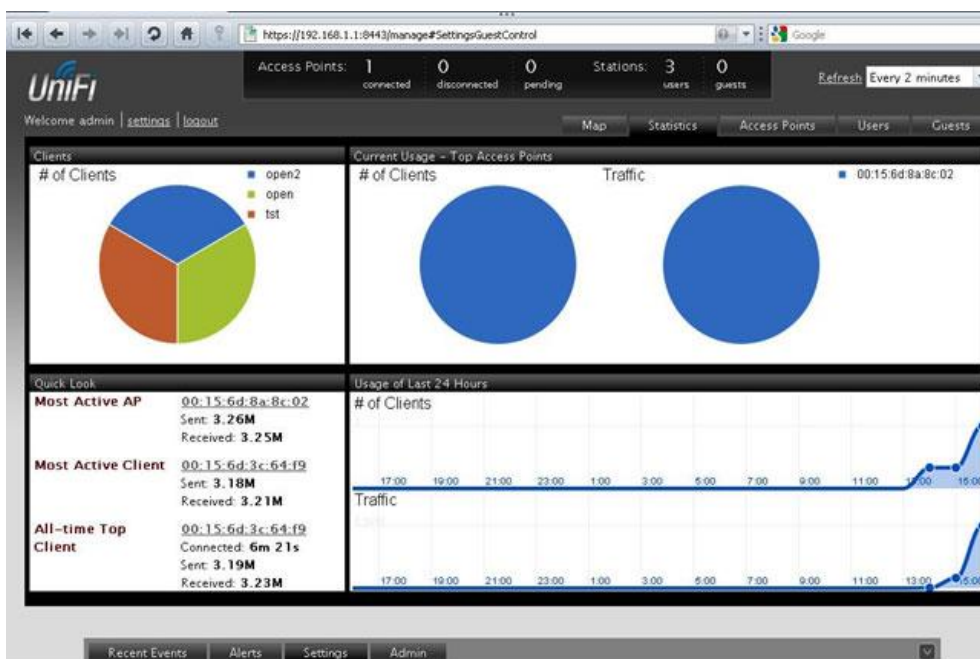 https://192.168.1.1:8443/manage#SettingsGuestControl
Google
UniFi
Access Points: 1 connected 0 disconnected 0 pending Stations: 3 users 0 guests
Refresh Every 2 minutes
Welcome admin | settings | logout
Map Statistics Access Points Users Guests
Clients
# of Clients
open2
open
tst
Current Usage - Top Access Points
# of Clients Traffic 00:15:6d:8a:8c:02
Quick Look
Most Active AP 00:15:6d:8a:8c:02
Sent: 3.26M
Received: 3.25M
Most Active Client 00:15:6d:3c:64:f9
Sent: 3.18M
Received: 3.21M
All-time Top Client 00:15:6d:3c:64:f9
Connected: 6m 21s
Sent: 3.19M
Received: 3.23M
Usage of Last 24 Hours
# of Clients
17:00 19:00 21:00 23:00 1:00 3:00 5:00 7:00 9:00 11:00 15:00
Traffic
17:00 19:00 21:00 23:00 1:00 3:00 5:00 7:00 9:00 11:00 13:00 15:00
Recent Events Alerts Settings Admin